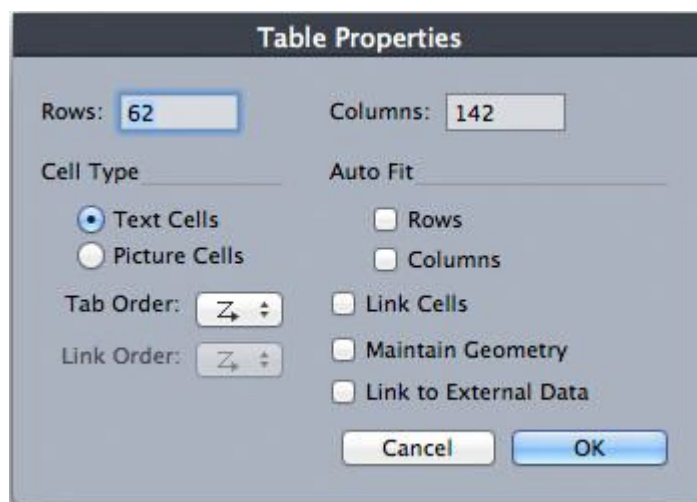 Table Properties
Rows: 62 Columns: 142
Cell Type Auto Fit
Text Cells Rows
Picture Cells Columns
Tab Order: Link Cells
Link Order: Maintain Geometry
Link to External Data
Cancel OK